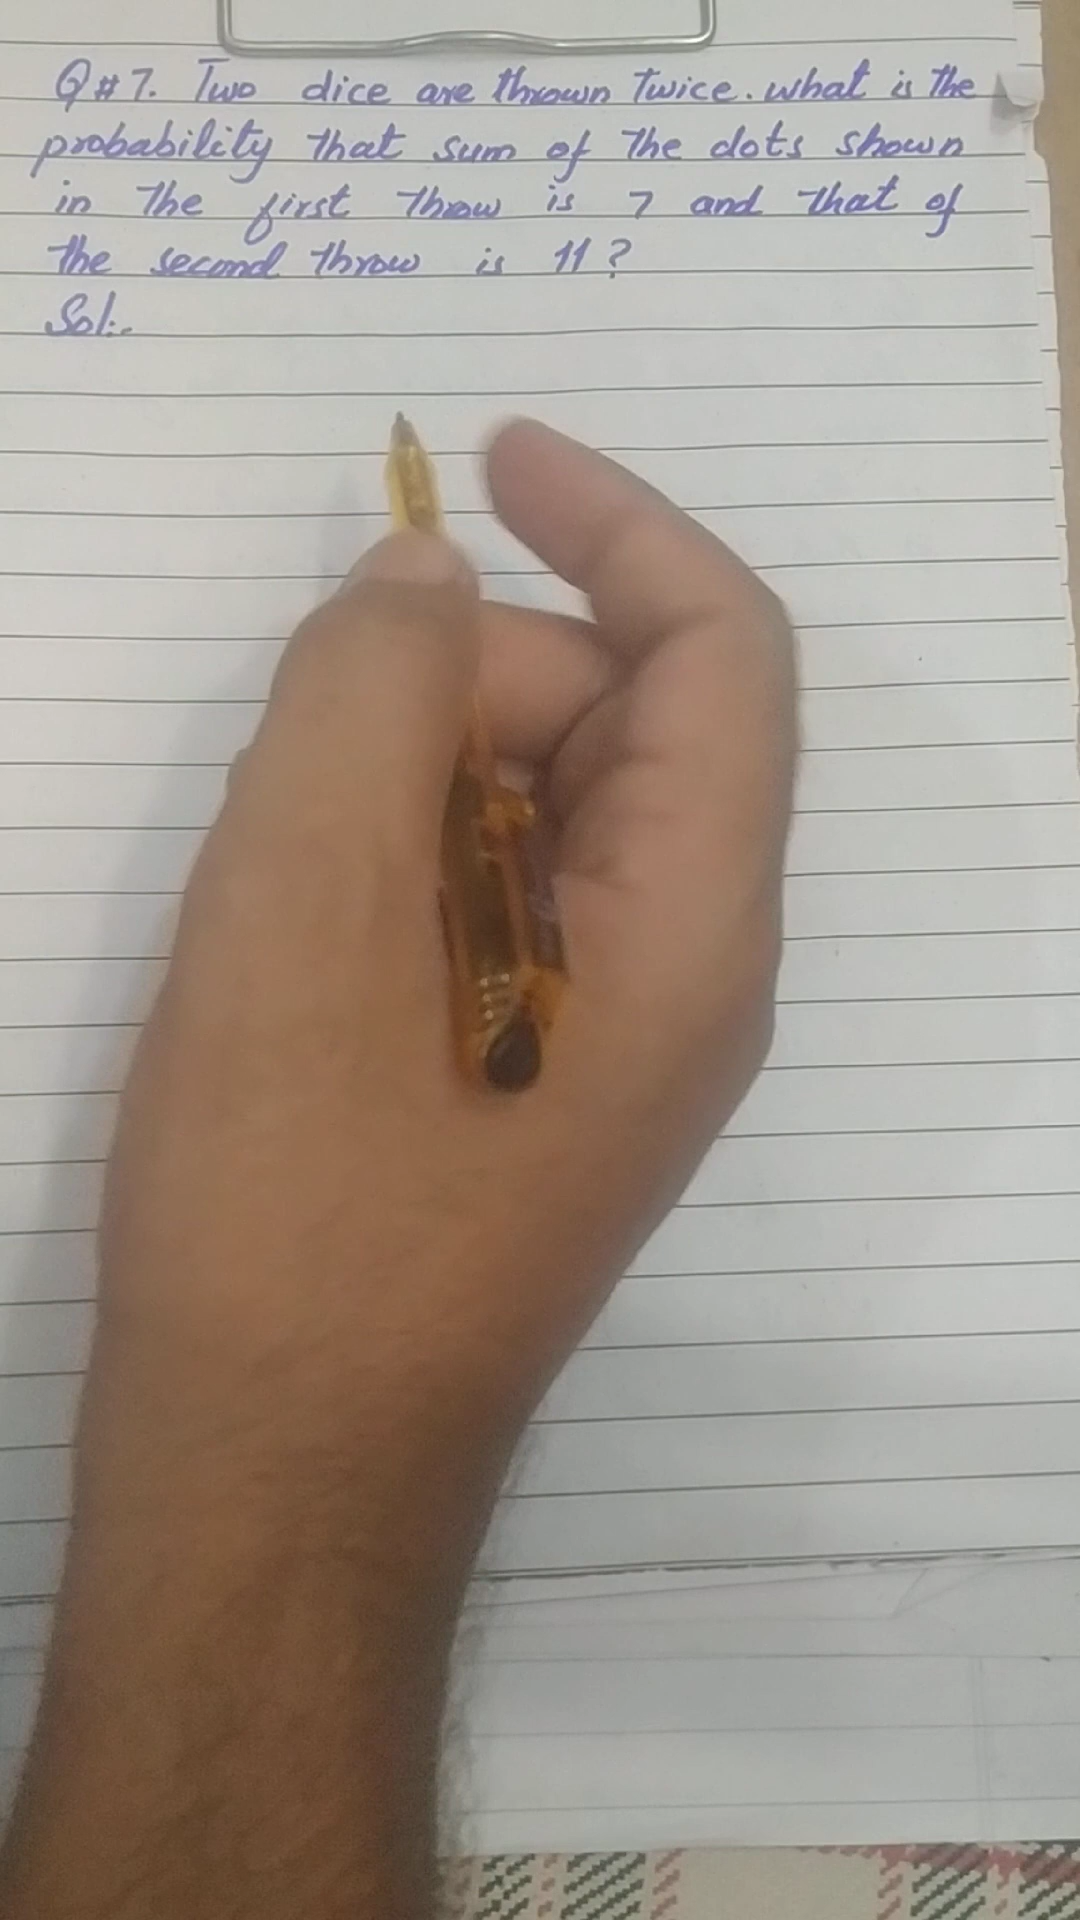 Q#7. Two dice are thrown Twice. what is The
probability That sum of The dots shown
in The first Throw is 7 and That of
The second Throw is 11?
Sol:-